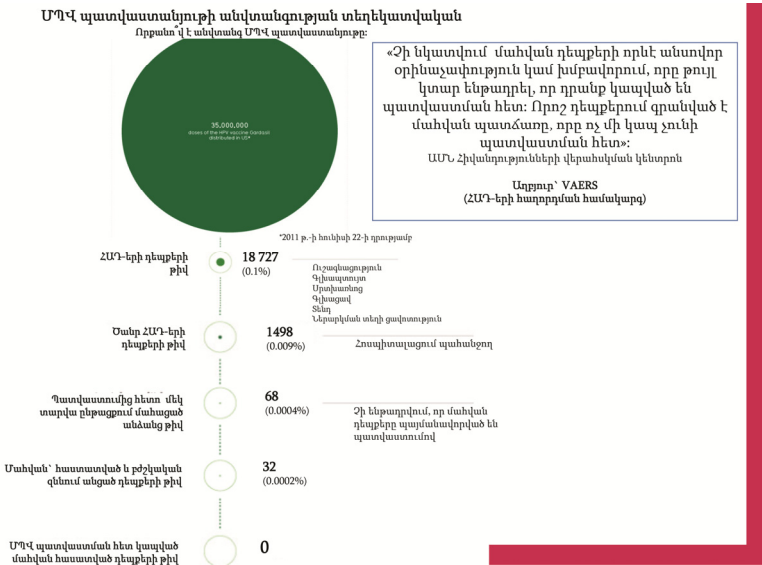 ՄՊՎ պատվաստանյութի անվտանգության տեղեկատվական
Որքանո՞վ է անվտանգ ՄՊՎ պատվաստանյութը:
35,000,000
doses of the HPV vaccine Gardasil
distributed in US*
«Չի նկատվում մահվան դեպքերի որևէ անսովոր
օրինաչափություն կամ խմբավորում, որը թույլ
կտար ենթադրել, որ դրանք կապված են
պատվաստման հետ: Որոշ դեպքերում գրանված է
մահվան պատճառը, որը ոչ մի կապ չունի
պատվաստման հետ»:
ԱՄՆ Հիվանդությունների վերահսկման կենտրոն
Աղբյուր՝ VAERS
(ՀԱԴ-երի հաղորդման համակարգ)
*2011 թ.-ի հունիսի 22-ի դրությամբ
ՀԱԴ-երի դեպքերի
թիվ
18 727
(0.1%)
Ուշագնացություն
Գլխապտույտ
Սրտխառնոց
Գլխացավ
Տենդ
Ներարկման տեղի ցավոտություն
Ծանր ՀԱԴ-երի
դեպքերի թիվ
1498
(0.009%)
Հոսպիտալացում պահանջող
Պատվաստումից հետո մեկ
տարվա ընթացքում մահացած
անձանց թիվ
68
(0.0004%)
Չի ենթադրվում, որ մահվան
դեպքերը պայմանավորված են
պատվաստումով
Մահվան՝ հաստատված և բժշկական
զննում անցած դեպքերի թիվ
32
(0.0002%)
ՄՊՎ պատվաստման հետ կապված
մահվան հասատված դեպքերի թիվ
0